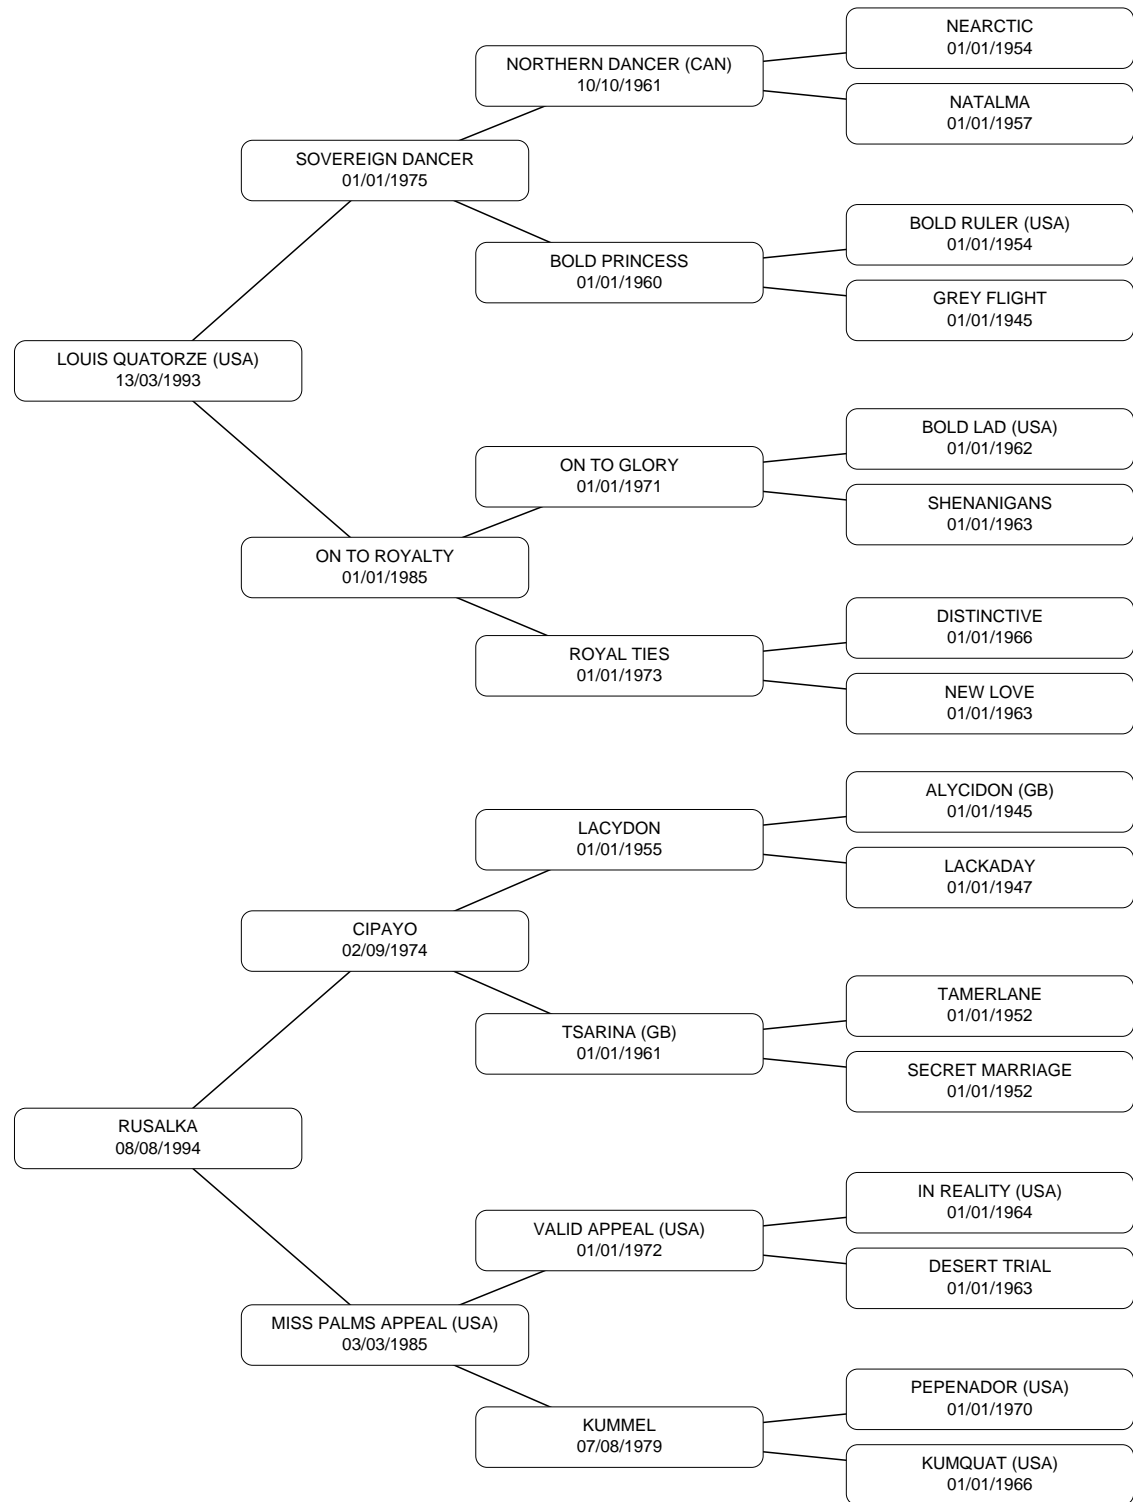 NEARCTIC
01/01/1954
NORTHERN DANCER (CAN)
10/10/1961
NATALMA
01/01/1957
SOVEREIGN DANCER
01/01/1975
BOLD RULER (USA)
01/01/1954
BOLD PRINCESS
01/01/1960
GREY FLIGHT
01/01/1945
LOUIS QUATORZE (USA)
13/03/1993
BOLD LAD (USA)
01/01/1962
ON TO GLORY
01/01/1971
SHENANIGANS
01/01/1963
ON TO ROYALTY
01/01/1985
DISTINCTIVE
01/01/1966
ROYAL TIES
01/01/1973
NEW LOVE
01/01/1963
ALYCIDON (GB)
01/01/1945
LACYDON
01/01/1955
LACKADAY
01/01/1947
CIPAYO
02/09/1974
TAMERLANE
01/01/1952
TSARINA (GB)
01/01/1961
SECRET MARRIAGE
01/01/1952
RUSALKA
08/08/1994
IN REALITY (USA)
01/01/1964
VALID APPEAL (USA)
01/01/1972
DESERT TRIAL
01/01/1963
MISS PALMS APPEAL (USA)
03/03/1985
PEPENADOR (USA)
01/01/1970
KUMMEL
07/08/1979
KUMQUAT (USA)
01/01/1966